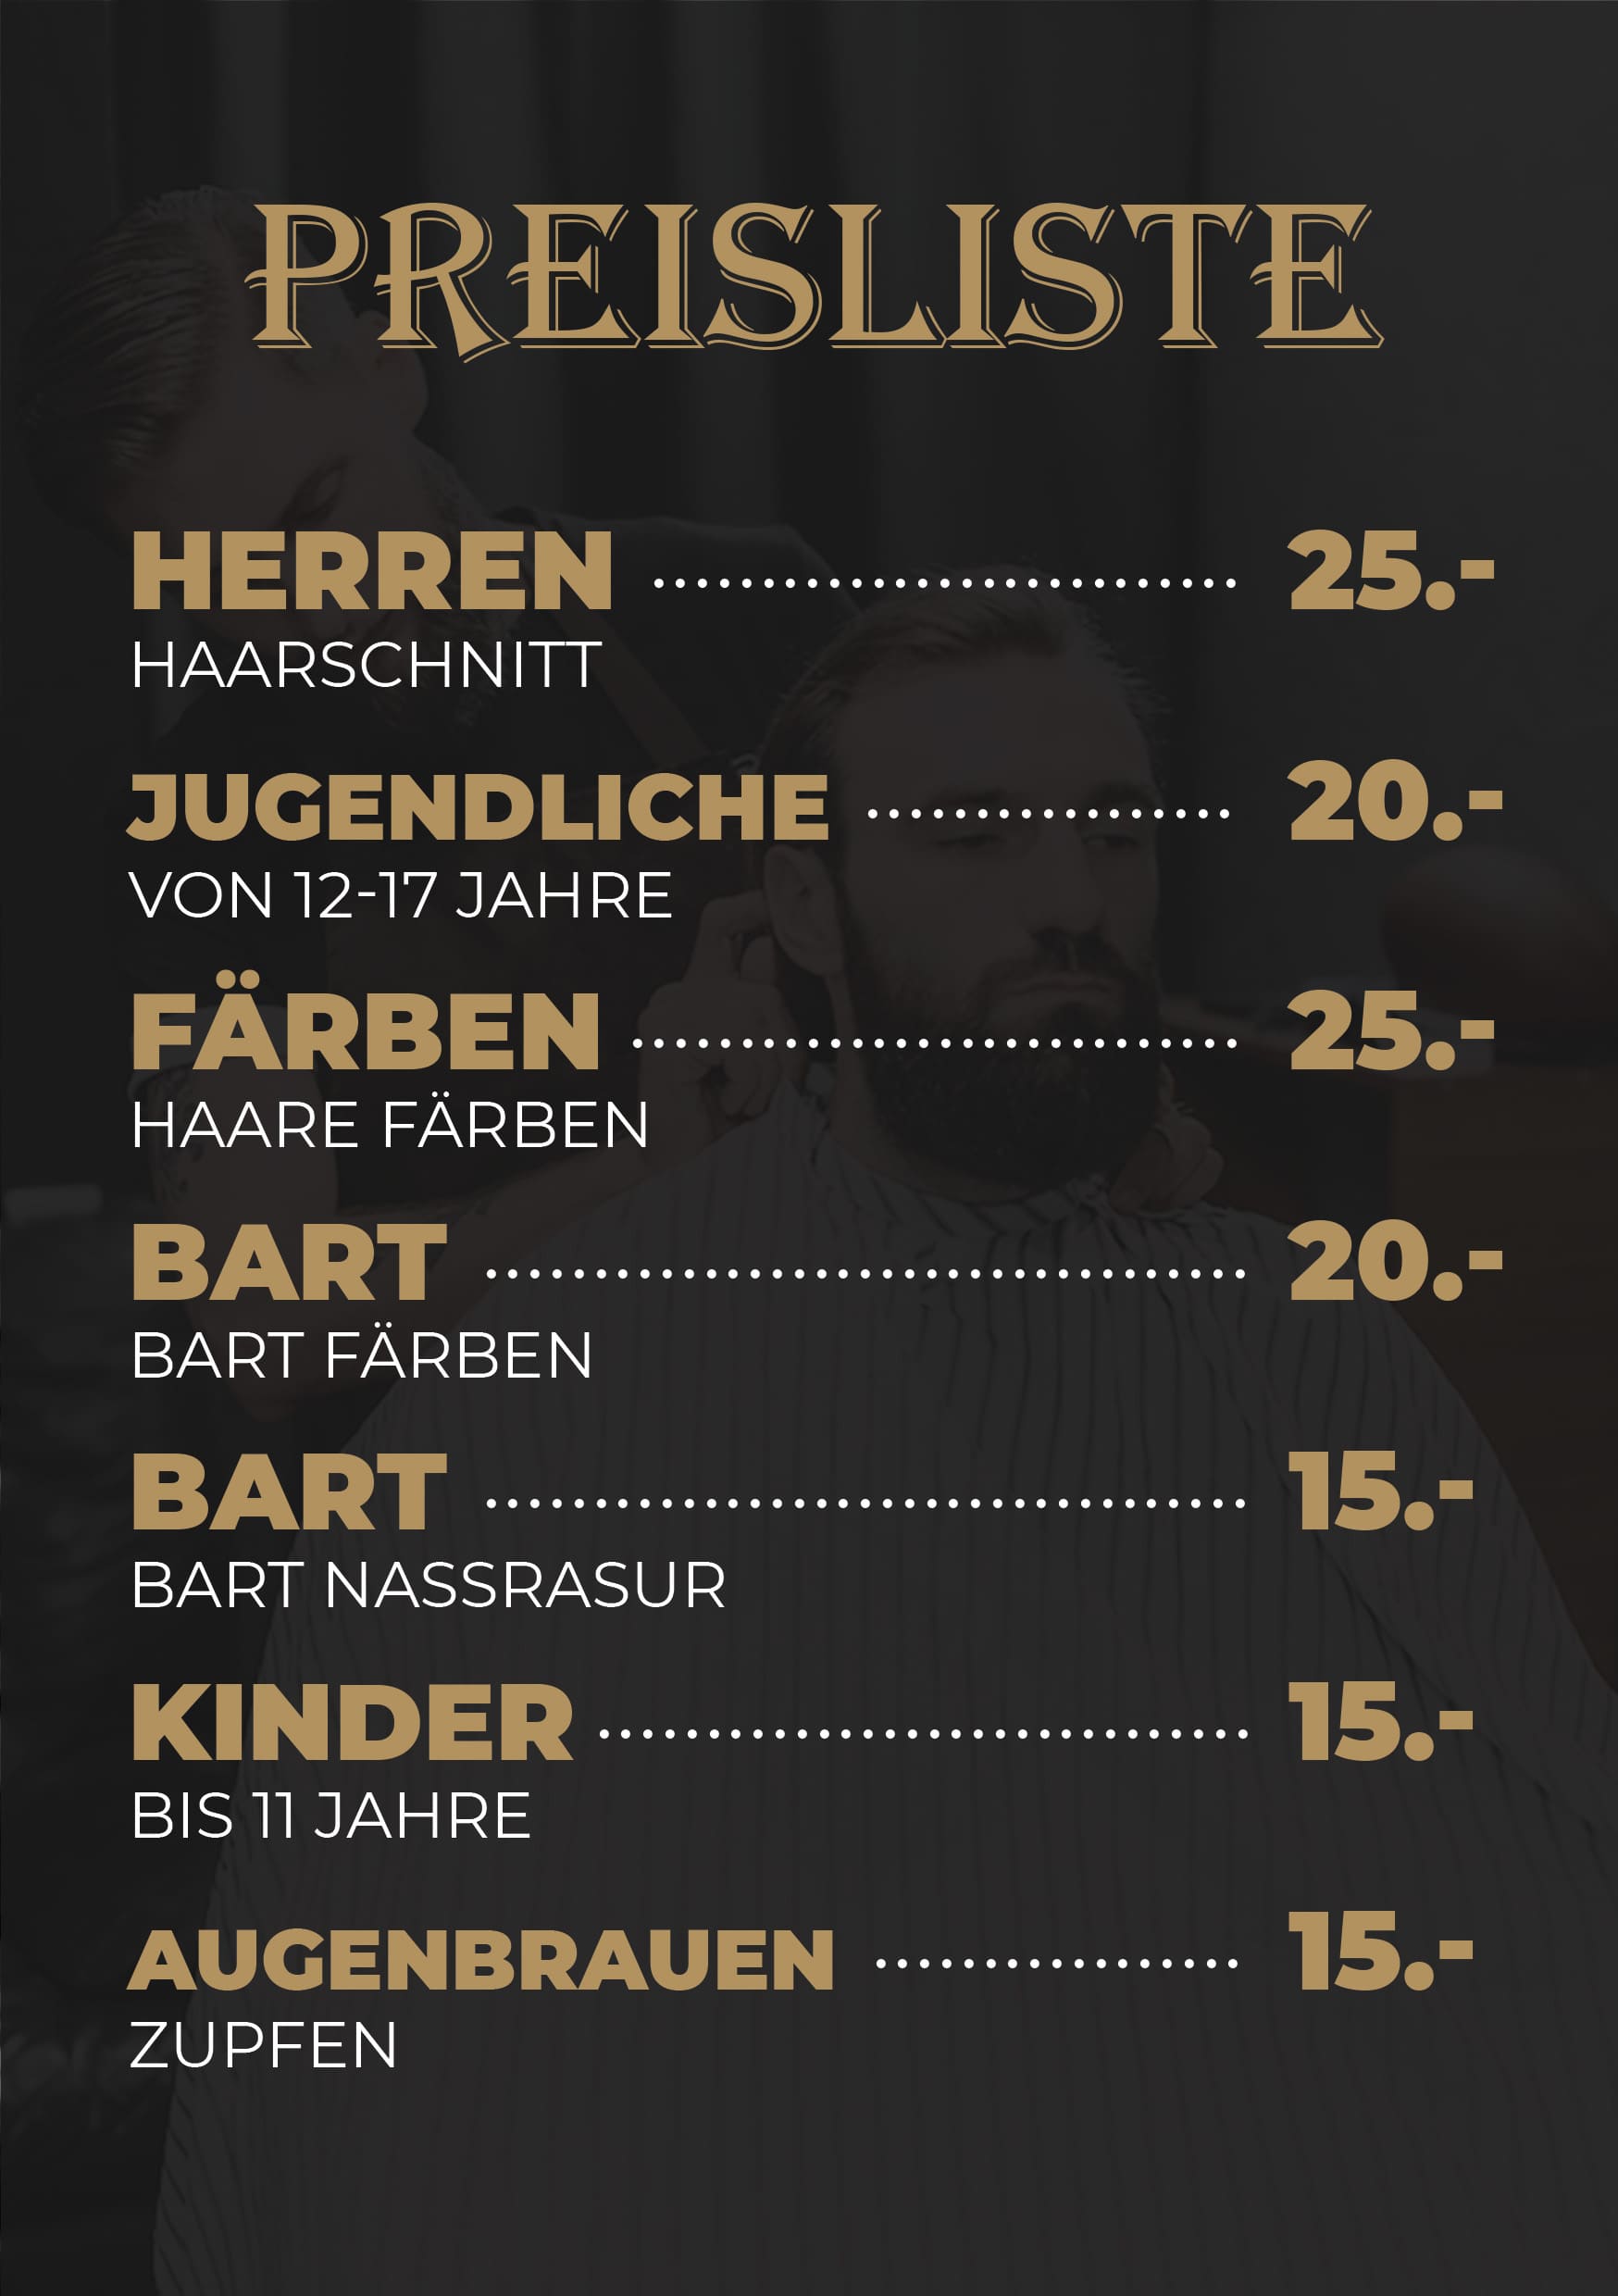 PREISLISTE
HERREN ........................... 25.-
HAARSCHNITT
JUGENDLICHE ................. 20.-
VON 12-17 JAHRE
FÄRBEN ............................ 25.-
HAARE FÄRBEN
BART ................................... 20.-
BART FÄRBEN
BART ................................... 15.-
BART NASSRASUR
KINDER .............................. 15.-
BIS 11 JAHRE
AUGENBRAUEN ................. 15.-
ZUPFEN